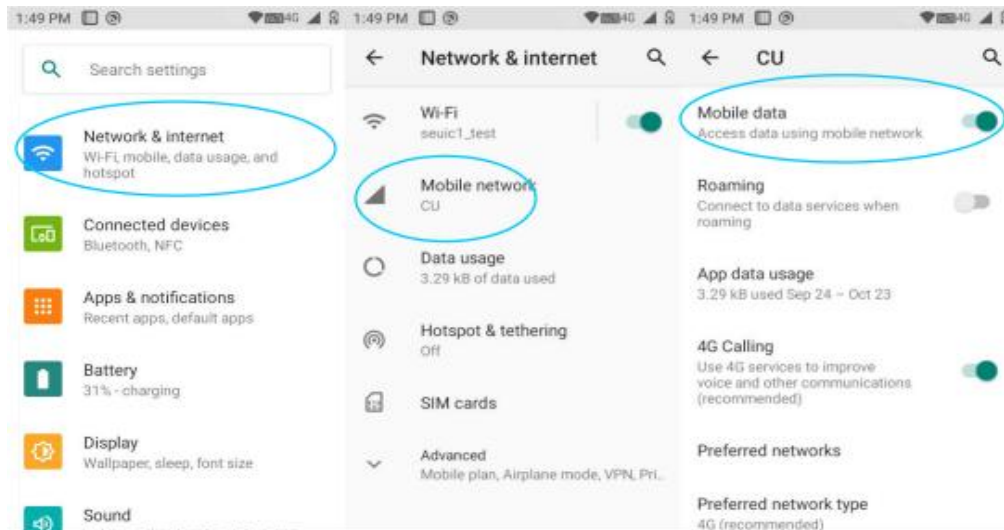 1:49 PM
4G
Search settings
Network & internet
Wi-Fi, mobile, data usage, and
hotspot
Connected devices
Bluetooth, NFC
Apps & notifications
Recent apps, default apps
Battery
31% - charging
Display
Wallpaper, sleep, font size
Sound
1:49 PM
4G
Network & internet
Wi-Fi
seuic1_test
Mobile network
CU
Data usage
3.29 kB of data used
Hotspot & tethering
Off
SIM cards
Advanced
Mobile plan, Airplane mode, VPN, Pri..
1:49 PM
4G
CU
Mobile data
Access data using mobile network
Roaming
Connect to data services when
roaming
App data usage
3.29 kB used Sep 24 – Oct 23
4G Calling
Use 4G services to improve
voice and other communications
(recommended)
Preferred networks
Preferred network type
4G (recommended)